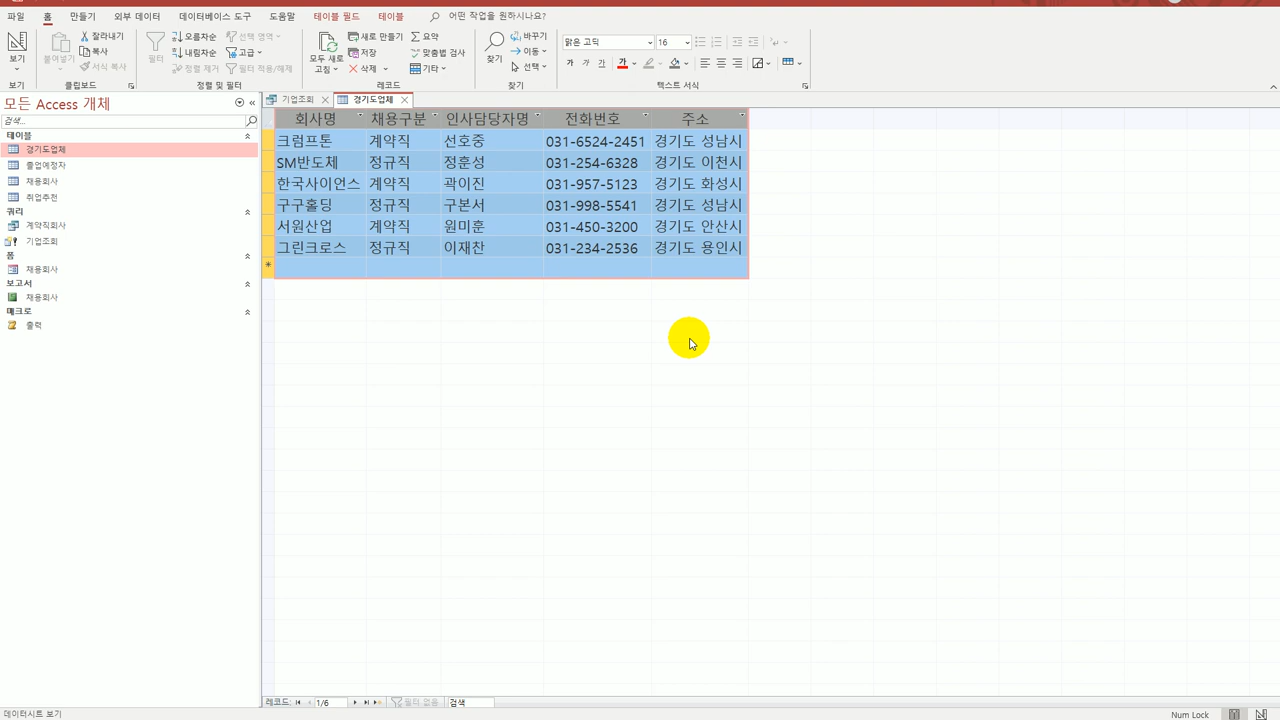 파일 홈 만들기 외부 데이터 데이터베이스 도구 도움말 테이블 필드 테이블 어떤 작업을 원하시나요?
보기
붙여넣기
잘라내기
복사
서식 복사
필터
오름차순
내림차순
정렬 제거
선택 영역
고급
필터 적용/해제
모두 새로 고침
새로 만들기
저장
삭제
요약
맞춤법 검사
기타
찾기
바꾸기
이동
선택
맑은 고딕 16
가 가 가 가
보기 클립보드 정렬 및 필터 레코드 찾기 텍스트 서식
모든 Access 개체
검색...
테이블
경기도업체
졸업예정자
채용회사
취업추천
쿼리
계약직회사
기업조회
폼
채용회사
보고서
채용회사
매크로
출력
기업조회 경기도업체
회사명 채용구분 인사담당자명 전화번호 주소
크럼프톤 계약직 선호중 031-6524-2451 경기도 성남시
SM반도체 정규직 정훈성 031-254-6328 경기도 이천시
한국사이언스 계약직 곽이진 031-957-5123 경기도 화성시
구구홀딩 정규직 구본서 031-998-5541 경기도 성남시
서원산업 계약직 원미훈 031-450-3200 경기도 안산시
그린크로스 정규직 이재찬 031-234-2536 경기도 용인시
레코드: 1/6 필터 없음 검색
데이터시트 보기 Num Lock